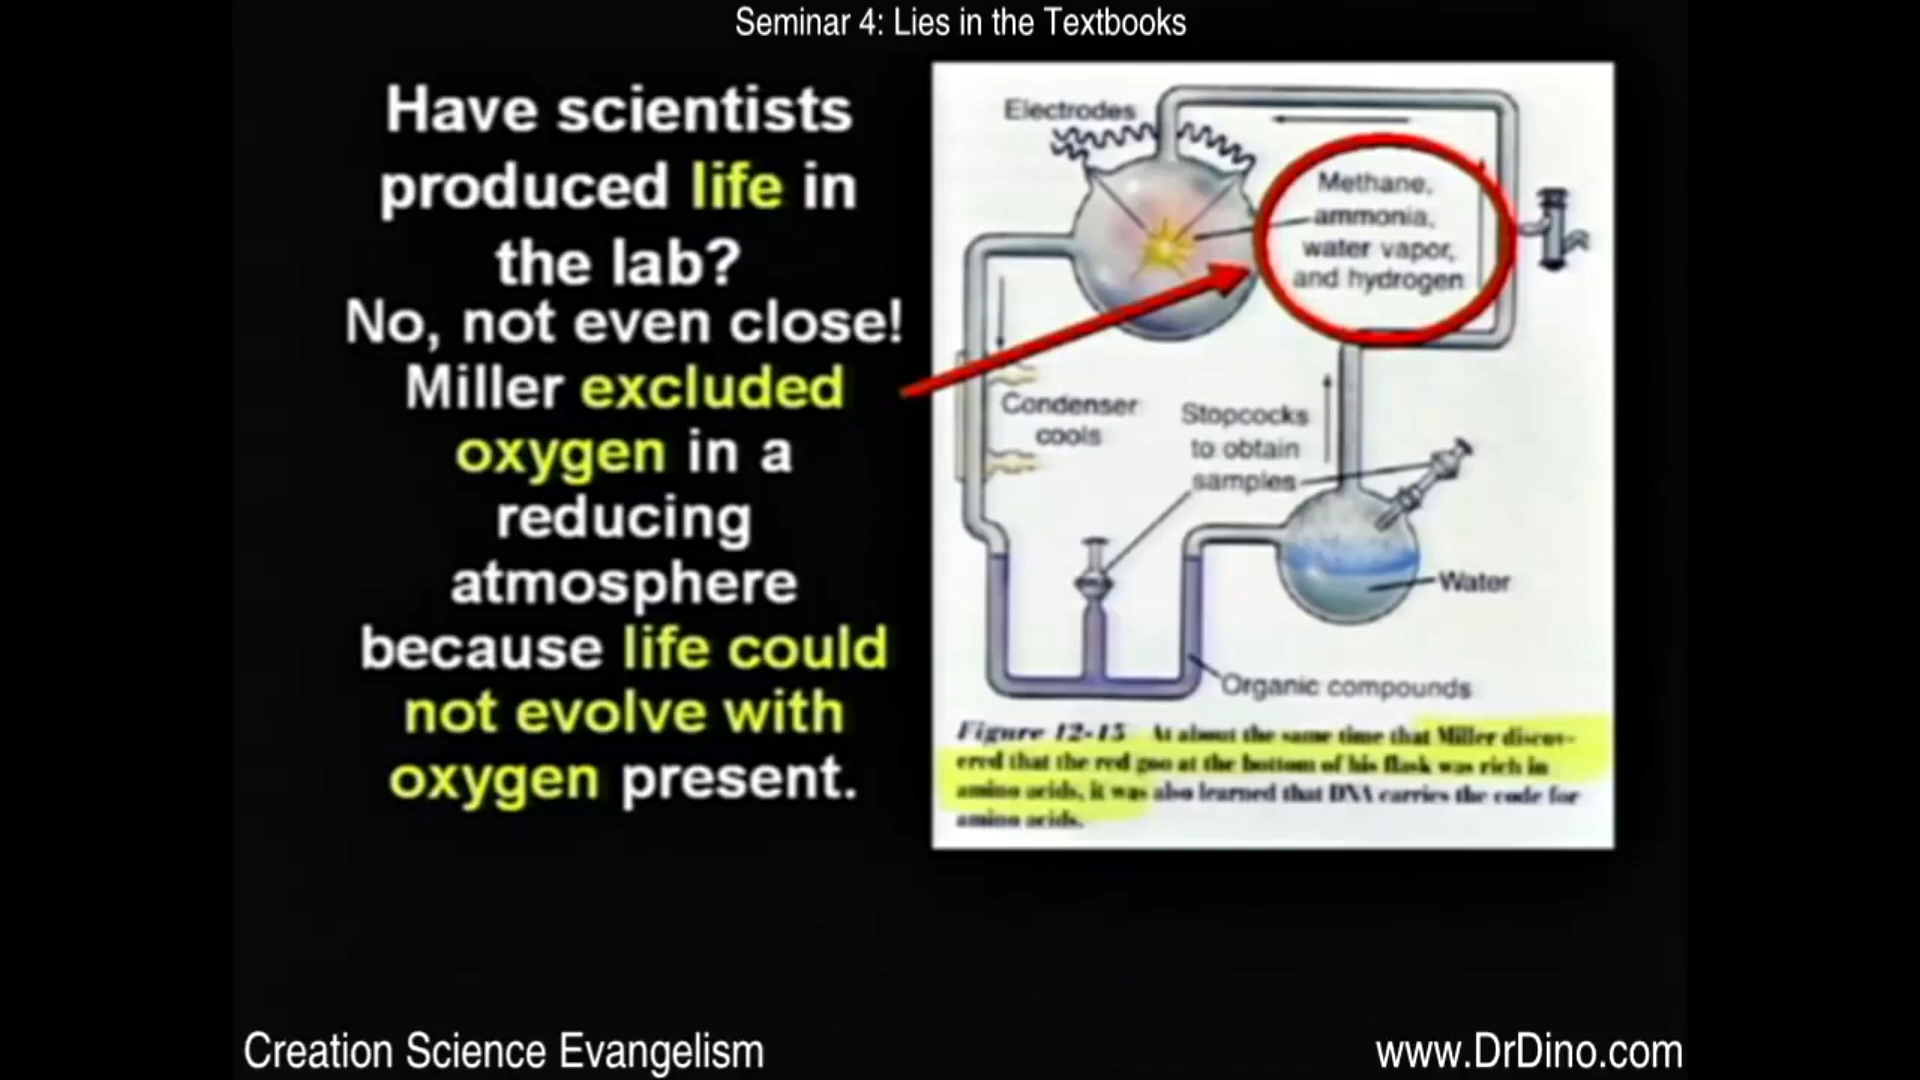 Seminar 4: Lies in the Textbooks
Have scientists
produced life in
the lab?
No, not even close!
Miller excluded
oxygen in a
reducing
atmosphere
because life could
not evolve with
oxygen present.
Electrodes
Methane,
ammonia,
water vapor,
and hydrogen
Condenser
cools
Stopcocks
to obtain
samples
Water
Organic compounds
Figure 12-15 At about the same time that Miller discov-
ered that the red goo at the bottom of his flask was rich in
amino acids, it was also learned that DNA carries the code for
amino acids.
Creation Science Evangelism
www.DrDino.com